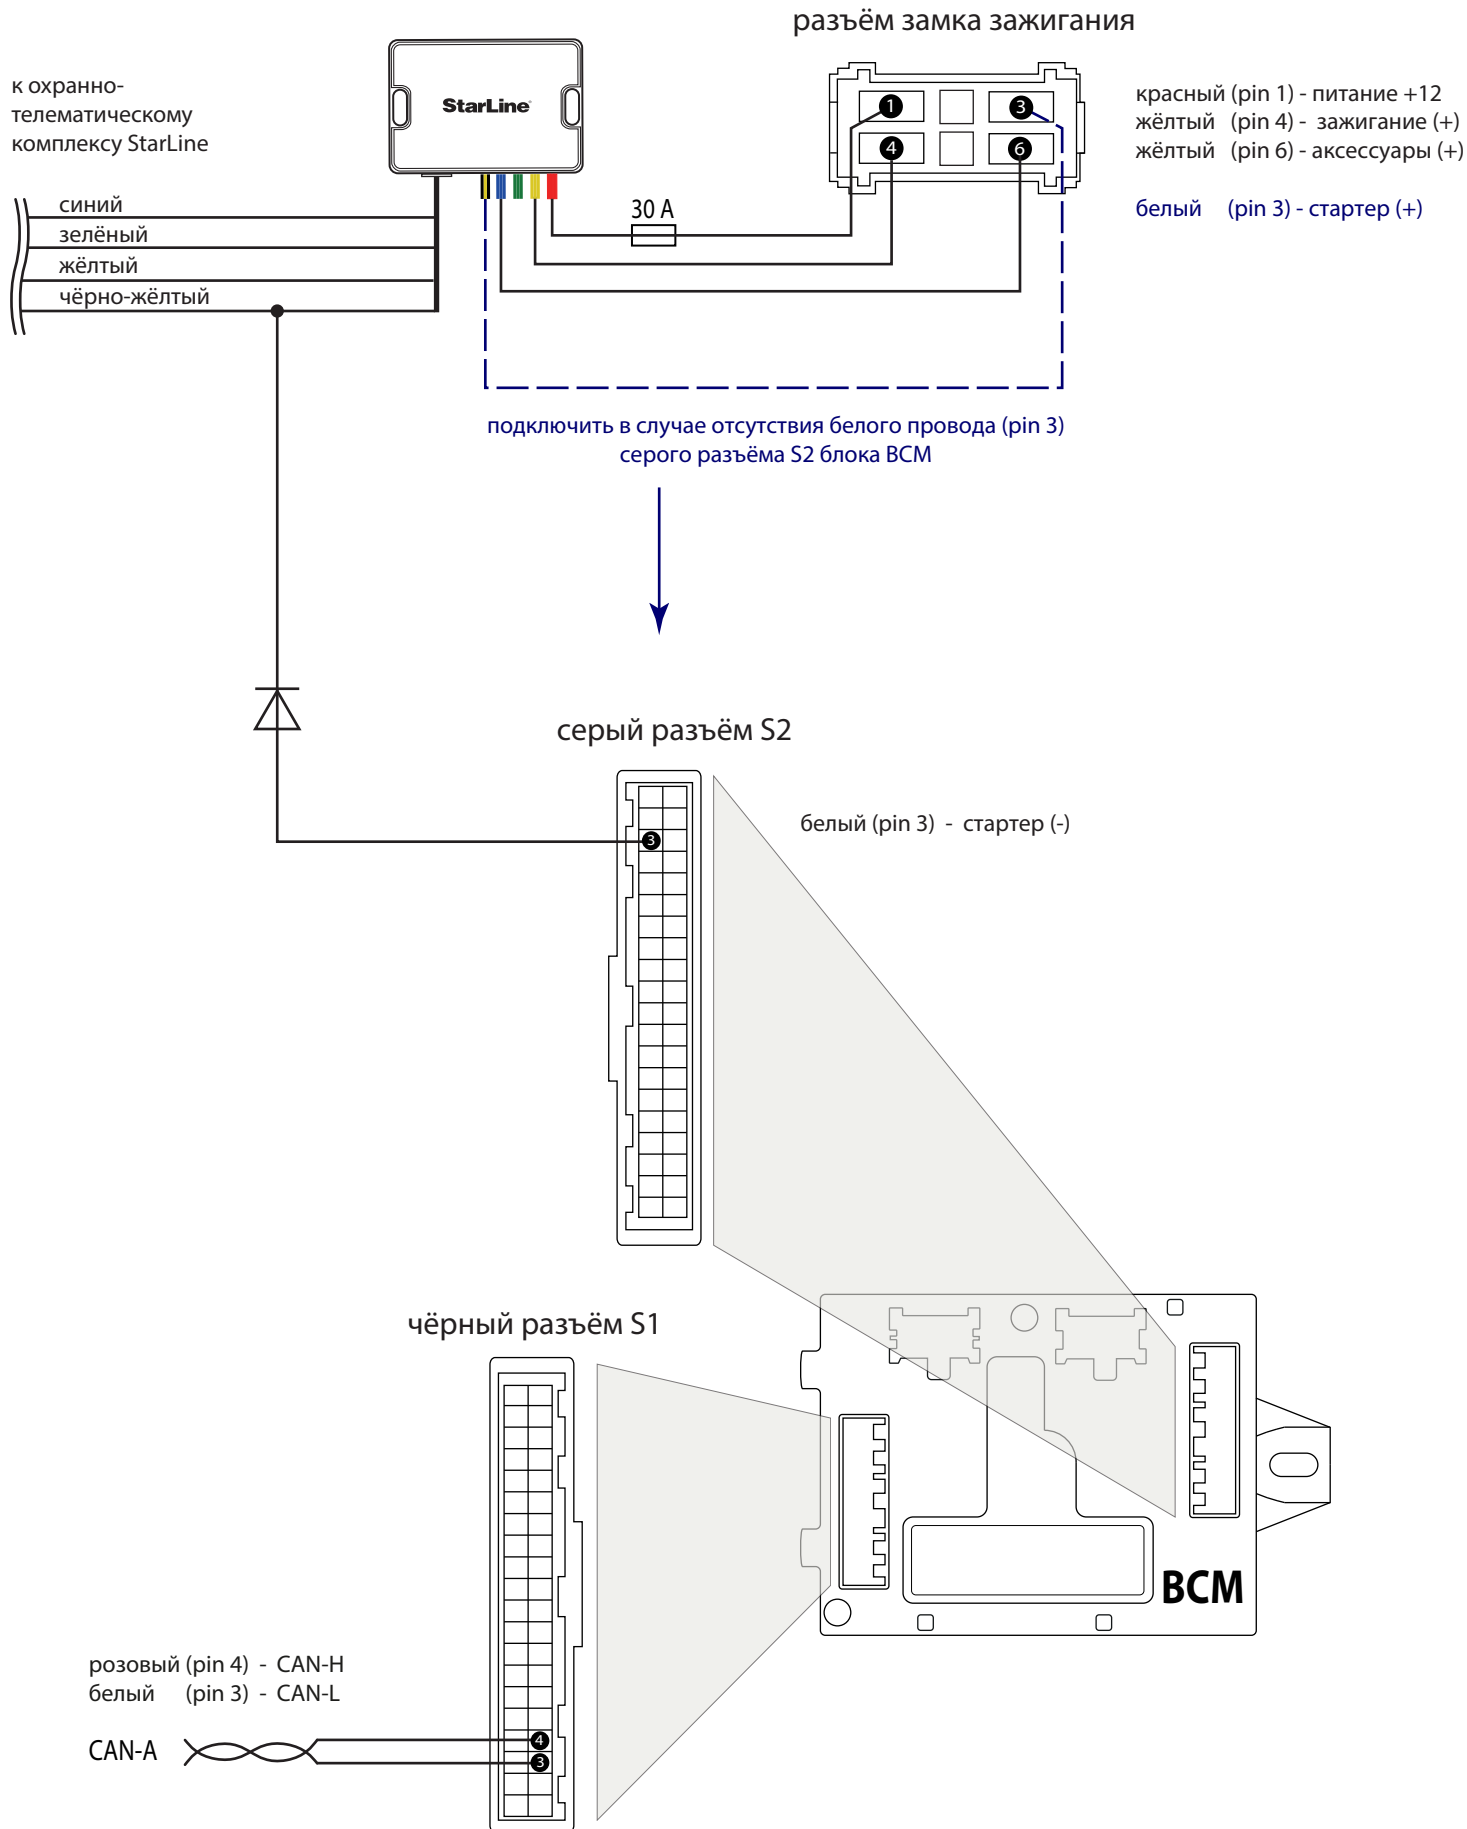 разъём замка зажигания
к охранно-
телематическому
комплексу StarLine
StarLine
1
3
4
6
красный (pin 1) - питание +12
жёлтый (pin 4) - зажигание (+)
жёлтый (pin 6) - аксессуары (+)
белый (pin 3) - стартер (+)
синий
зелёный
жёлтый
чёрно-жёлтый
30 А
подключить в случае отсутствия белого провода (pin 3)
серого разъёма S2 блока BCM
серый разъём S2
белый (pin 3) - стартер (-)
3
чёрный разъём S1
BCM
розовый (pin 4) - CAN-H
белый (pin 3) - CAN-L
CAN-A
4
3